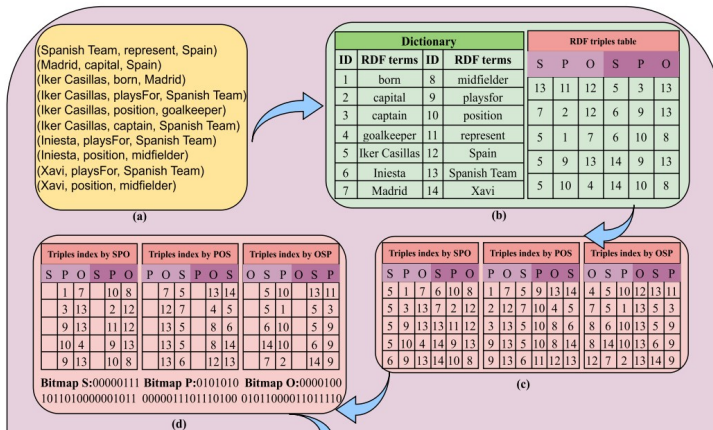 (Spanish Team, represent, Spain)
(Madrid, capital, Spain)
(Iker Casillas, born, Madrid)
(Iker Casillas, playsFor, Spanish Team)
(Iker Casillas, position, goalkeeper)
(Iker Casillas, captain, Spanish Team)
(Iniesta, playsFor, Spanish Team)
(Iniesta, position, midfielder)
(Xavi, playsFor, Spanish Team)
(Xavi, position, midfielder)
(a)
Dictionary
ID RDF terms ID RDF terms
1 born 8 midfielder
2 capital 9 playsfor
3 captain 10 position
4 goalkeeper 11 represent
5 Iker Casillas 12 Spain
6 Iniesta 13 Spanish Team
7 Madrid 14 Xavi
RDF triples table
S P O S P O
13 11 12 5 3 13
7 2 12 6 9 13
5 1 7 6 10 8
5 9 13 14 9 13
5 10 4 14 10 8
(b)
Triples index by SPO
S P O S P O
1 7 10 8
3 13 2 12
9 13 11 12
10 4 9 13
9 13 10 8
Bitmap S:00000111
1011010000001011
Triples index by POS
P O S P O S
7 5 13 14
12 7 4 5
13 5 8 6
13 5 8 14
13 6 12 13
Bitmap P:0101010
00000111011110100
Triples index by OSP
O S P O S P
5 10 13 11
5 1 5 3
6 10 5 9
14 10 6 9
7 2 14 9
Bitmap O:0000100
01011000011011110
(d)
Triples index by SPO
S P O S P O
5 1 7 6 10 8
5 3 13 7 2 12
5 9 13 13 11 12
5 10 4 14 9 13
6 9 13 14 10 8
Triples index by POS
P O S P O S
1 7 5 9 13 14
2 12 7 10 4 5
3 13 5 10 8 6
9 13 5 10 8 14
9 13 6 11 12 13
Triples index by OSP
O S P O S P
4 5 10 12 13 11
7 5 1 13 5 3
8 6 10 13 5 9
8 14 10 13 6 9
12 7 2 13 14 9
(c)